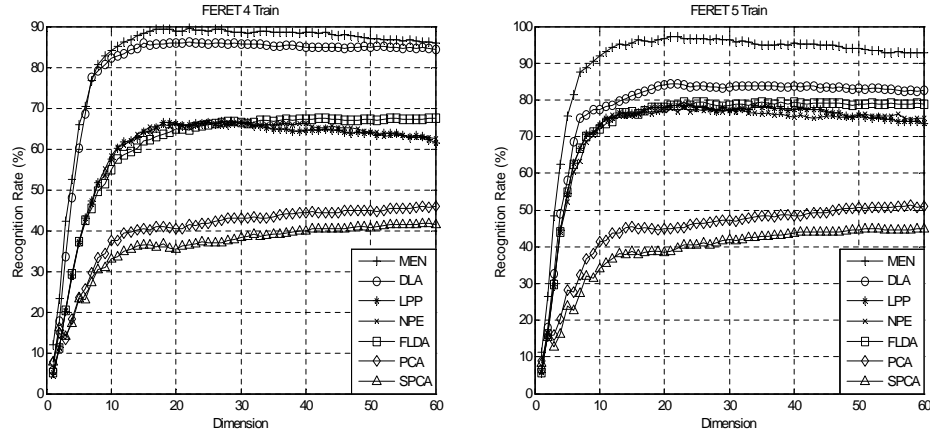 FERET 4 Train
Recognition Rate (%)
90
80
70
60
50
40
30
20
10
0
0
10
20
30
40
50
60
Dimension
MEN
DLA
LPP
NPE
FLDA
PCA
SPCA
FERET 5 Train
Recognition Rate (%)
100
90
80
70
60
50
40
30
20
10
0
0
10
20
30
40
50
60
Dimension
MEN
DLA
LPP
NPE
FLDA
PCA
SPCA